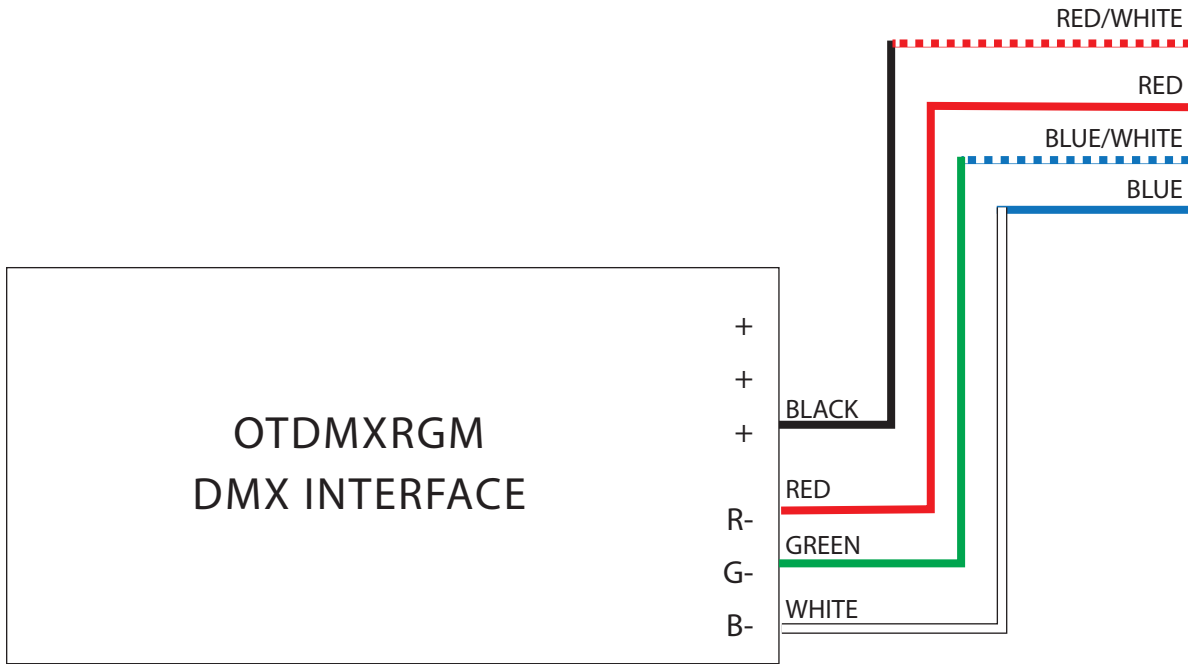 RED/WHITE
RED
BLUE/WHITE
BLUE
+
+
BLACK
+
OTDMXRGM
DMX INTERFACE
RED
R-
GREEN
G-
WHITE
B-